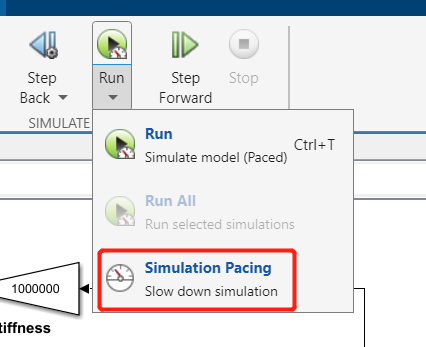 Step
Back
Run
Step
Forward
Stop
SIMULATE
Run
Simulate model (Paced)
Ctrl+T
Run All
Run selected simulations
Simulation Pacing
Slow down simulation
1000000
tiffness